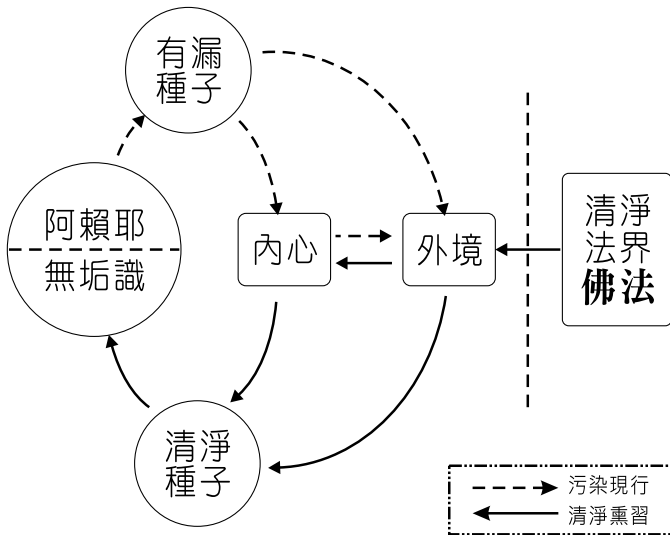 有漏
種子
阿賴耶
無垢識
內心
外境
清淨
法界
佛法
清淨
種子
污染現行
清淨熏習